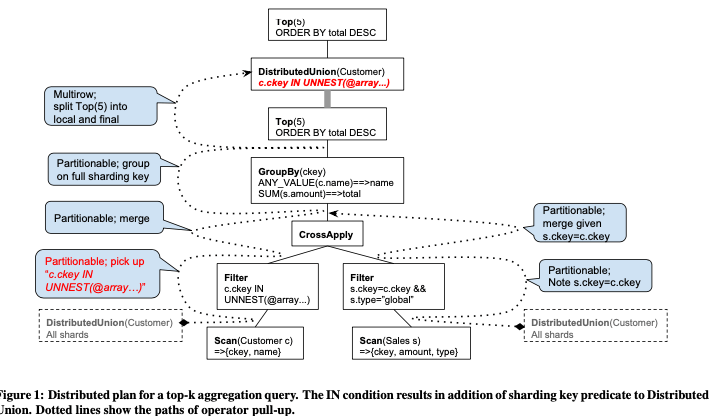 Top(5)
ORDER BY total DESC
DistributedUnion(Customer)
c.ckey IN UNNEST(@array...)
Multirow;
split Top(5) into
local and final
Top(5)
ORDER BY total DESC
Partitionable; group
on full sharding key
GroupBy(ckey)
ANY_VALUE(c.name)==>name
SUM(s.amount)==>total
Partitionable; merge
Partitionable;
merge given
s.ckey=c.ckey
CrossApply
Partitionable; pick up
"c.ckey IN
UNNEST(@array…)"
Filter
c.ckey IN
UNNEST(@array...)
Filter
s.ckey=c.ckey &&
s.type="global"
Partitionable;
Note s.ckey=c.ckey
DistributedUnion(Customer)
All shards
Scan(Customer c)
=>{ckey, name}
Scan(Sales s)
=>{ckey, amount, type}
DistributedUnion(Customer)
All shards
Figure 1: Distributed plan for a top-k aggregation query. The IN condition results in addition of sharding key predicate to Distributed
Union. Dotted lines show the paths of operator pull-up.